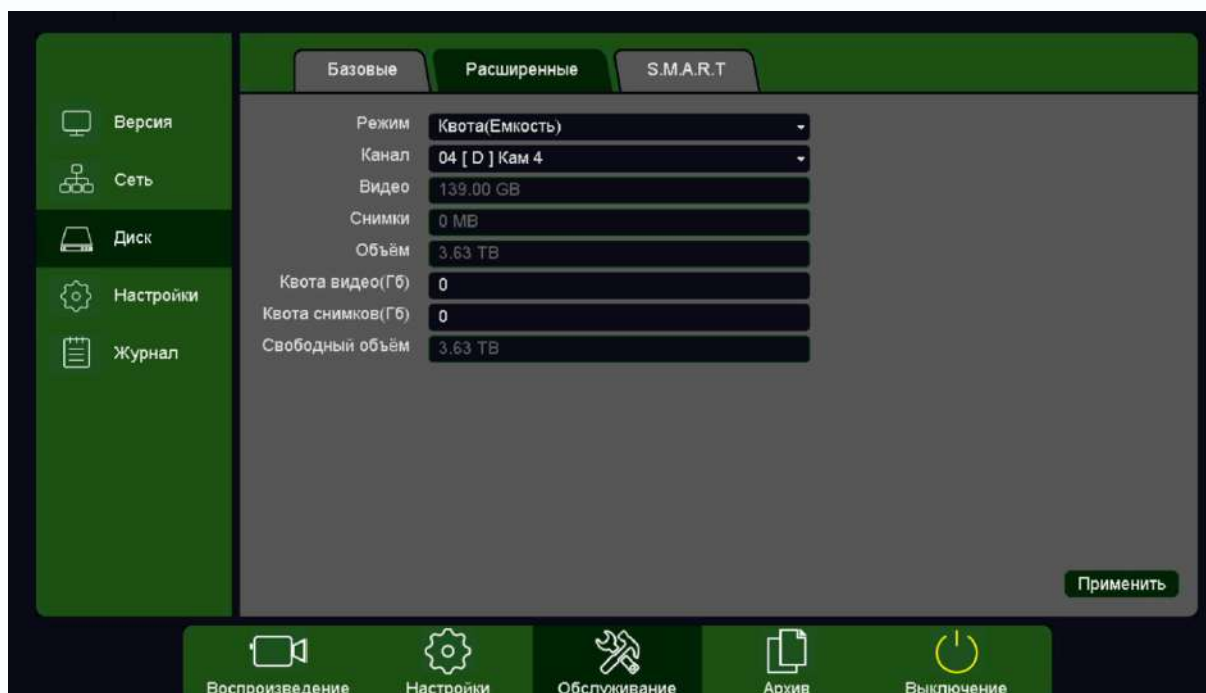 Базовые Расширенные S.M.A.R.T
Версия
Сеть
Диск
Настройки
Журнал
Режим Квота(Емкость)
Канал 04 [ D ] Кам 4
Видео 139.00 GB
Снимки 0 MB
Объём 3.63 TB
Квота видео(Гб) 0
Квота снимков(Гб) 0
Свободный объём 3.63 TB
Применить
Воспроизведение Настройки Обслуживание Архив Выключение